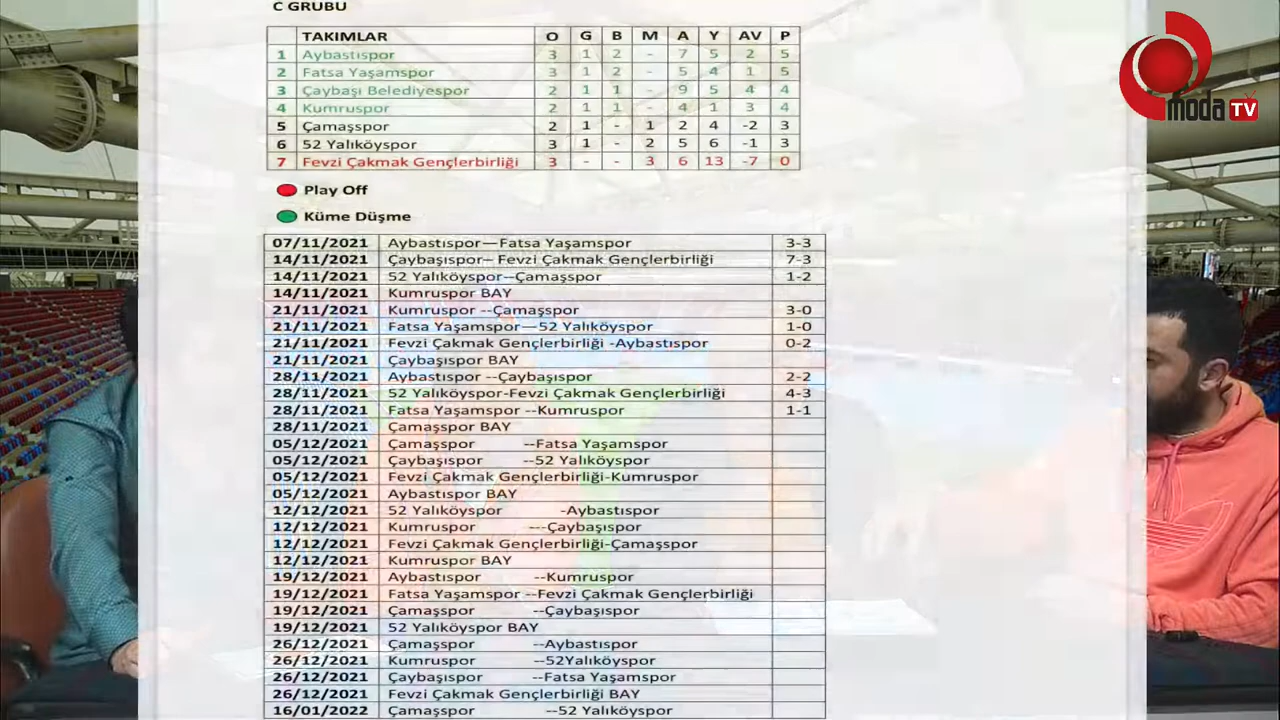 C GRUBU
TAKIMLAR O G B M A Y AV P
1 Aybastıspor 3 1 2 - 7 5 2 5
2 Fatsa Yaşamspor 3 1 2 - 5 4 1 5
3 Çaybaşı Belediyespor 2 1 1 - 9 5 4 4
4 Kumruspor 2 1 1 - 4 1 3 4
5 Çamaşspor 2 1 - 1 2 4 -2 3
6 52 Yalıköyspor 3 1 - 2 5 6 -1 3
7 Fevzi Çakmak Gençlerbirliği 3 - - 3 6 13 -7 0
Play Off
Küme Düşme
07/11/2021 Aybastıspor—Fatsa Yaşamspor 3-3
14/11/2021 Çaybaşıspor– Fevzi Çakmak Gençlerbirliği 7-3
14/11/2021 52 Yalıköyspor--Çamaşspor 1-2
14/11/2021 Kumruspor BAY
21/11/2021 Kumruspor --Çamaşspor 3-0
21/11/2021 Fatsa Yaşamspor—52 Yalıköyspor 1-0
21/11/2021 Fevzi Çakmak Gençlerbirliği -Aybastıspor 0-2
21/11/2021 Çaybaşıspor BAY
28/11/2021 Aybastıspor --Çaybaşıspor 2-2
28/11/2021 52 Yalıköyspor-Fevzi Çakmak Gençlerbirliği 4-3
28/11/2021 Fatsa Yaşamspor --Kumruspor 1-1
28/11/2021 Çamaşspor BAY
05/12/2021 Çamaşspor --Fatsa Yaşamspor
05/12/2021 Çaybaşıspor --52 Yalıköyspor
05/12/2021 Fevzi Çakmak Gençlerbirliği-Kumruspor
05/12/2021 Aybastıspor BAY
12/12/2021 52 Yalıköyspor -Aybastıspor
12/12/2021 Kumruspor ---Çaybaşıspor
12/12/2021 Fevzi Çakmak Gençlerbirliği-Çamaşspor
12/12/2021 Kumruspor BAY
19/12/2021 Aybastıspor --Kumruspor
19/12/2021 Fatsa Yaşamspor --Fevzi Çakmak Gençlerbirliği
19/12/2021 Çamaşspor --Çaybaşıspor
19/12/2021 52 Yalıköyspor BAY
26/12/2021 Çamaşspor --Aybastıspor
26/12/2021 Kumruspor --52Yalıköyspor
26/12/2021 Çaybaşıspor --Fatsa Yaşamspor
26/12/2021 Fevzi Çakmak Gençlerbirliği BAY
16/01/2022 Çamaşspor --52 Yalıköyspor
moda TV